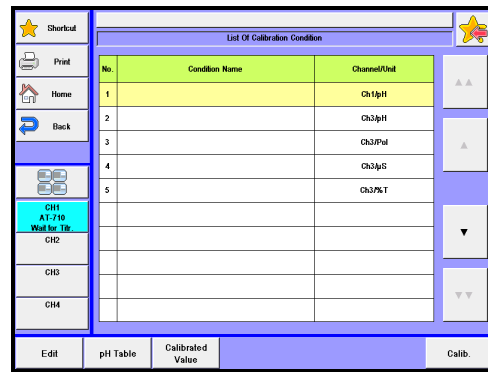 Shortcut
List Of Calibration Condition
Print
Home
Back
No. Condition Name Channel/Unit
1 Ch1/pH
2 Ch3/pH
3 Ch3/Pol
4 Ch3/µS
5 Ch3/%T
CH1
AT-710
Wait for Titr.
CH2
CH3
CH4
Edit
pH Table
Calibrated
Value
Calib.